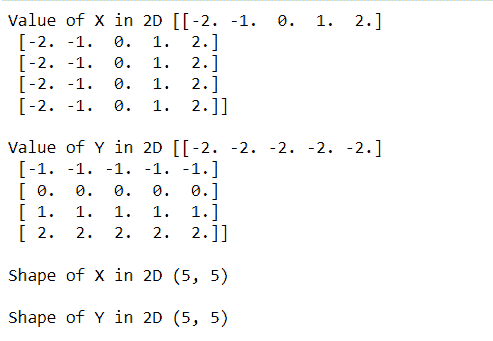 Value of X in 2D [[-2. -1.  0.  1.  2.]
 [-2. -1.  0.  1.  2.]
 [-2. -1.  0.  1.  2.]
 [-2. -1.  0.  1.  2.]
 [-2. -1.  0.  1.  2.]]
Value of Y in 2D [[-2. -2. -2. -2. -2.]
 [-1. -1. -1. -1. -1.]
 [ 0.  0.  0.  0.  0.]
 [ 1.  1.  1.  1.  1.]
 [ 2.  2.  2.  2.  2.]]
Shape of X in 2D (5, 5)
Shape of Y in 2D (5, 5)